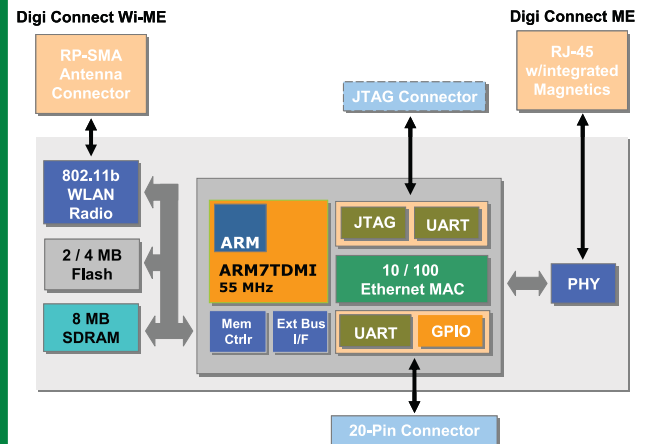 Digi Connect Wi-ME
Digi Connect ME
RP-SMA
Antenna
Connector
RJ-45
w/integrated
Magnetics
JTAG Connector
802.11b
WLAN
Radio
2 / 4 MB
Flash
8 MB
SDRAM
ARM
ARM7TDMI
55 MHz
JTAG
UART
10 / 100
Ethernet MAC
Mem
Ctrlr
Ext Bus
I/F
UART
GPIO
PHY
20-Pin Connector